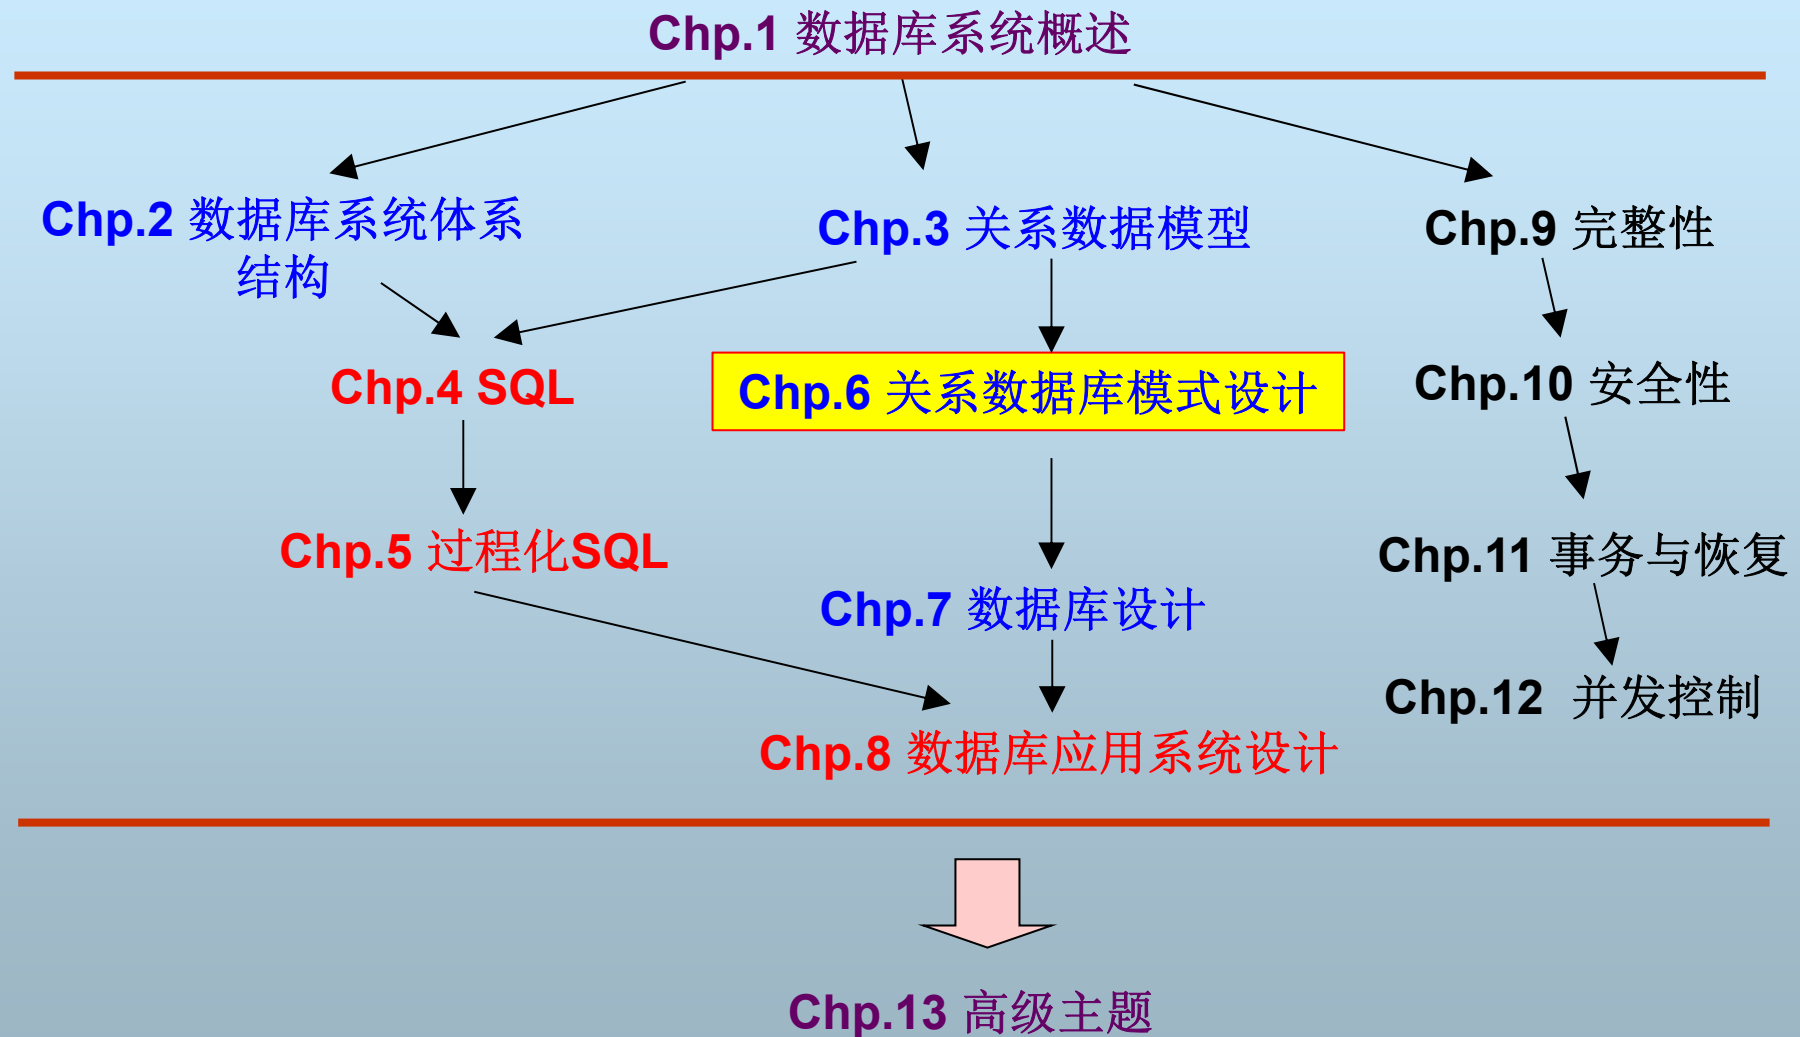 Chp.1 数据库系统概述
Chp.2 数据库系统体系
结构
Chp.3 关系数据模型
Chp.9 完整性
Chp.4 SQL
Chp.6 关系数据库模式设计
Chp.10 安全性
Chp.5 过程化SQL
Chp.11 事务与恢复
Chp.7 数据库设计
Chp.12 并发控制
Chp.8 数据库应用系统设计
Chp.13 高级主题